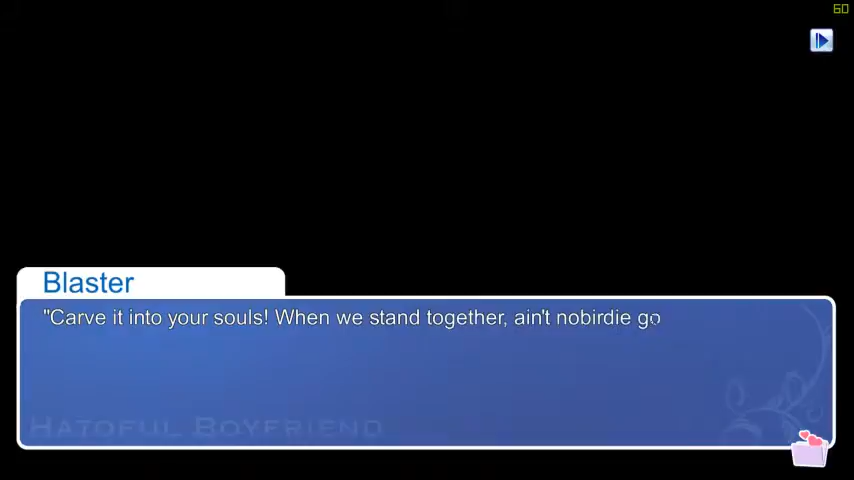 60
Blaster
"Carve it into your souls! When we stand together, ain't nobirdie go
HATOFUL BOYFRIEND